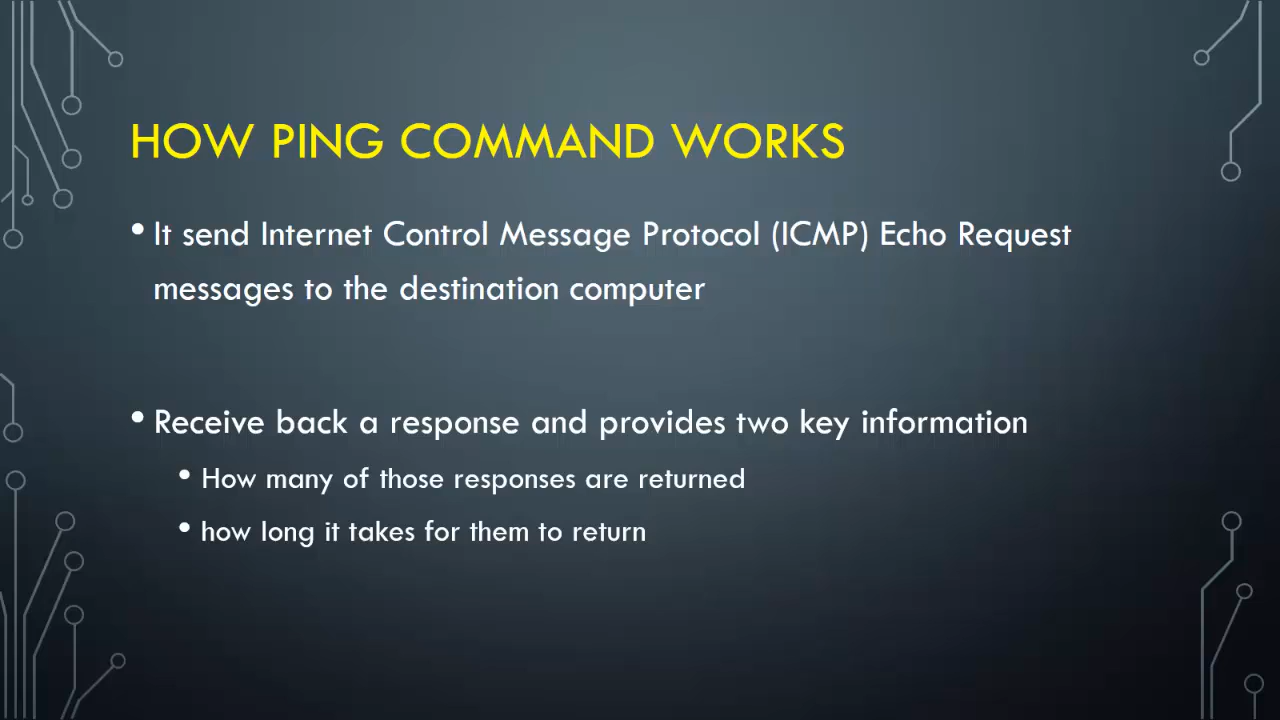 HOW PING COMMAND WORKS
• It send Internet Control Message Protocol (ICMP) Echo Request
messages to the destination computer
• Receive back a response and provides two key information
• How many of those responses are returned
• how long it takes for them to return